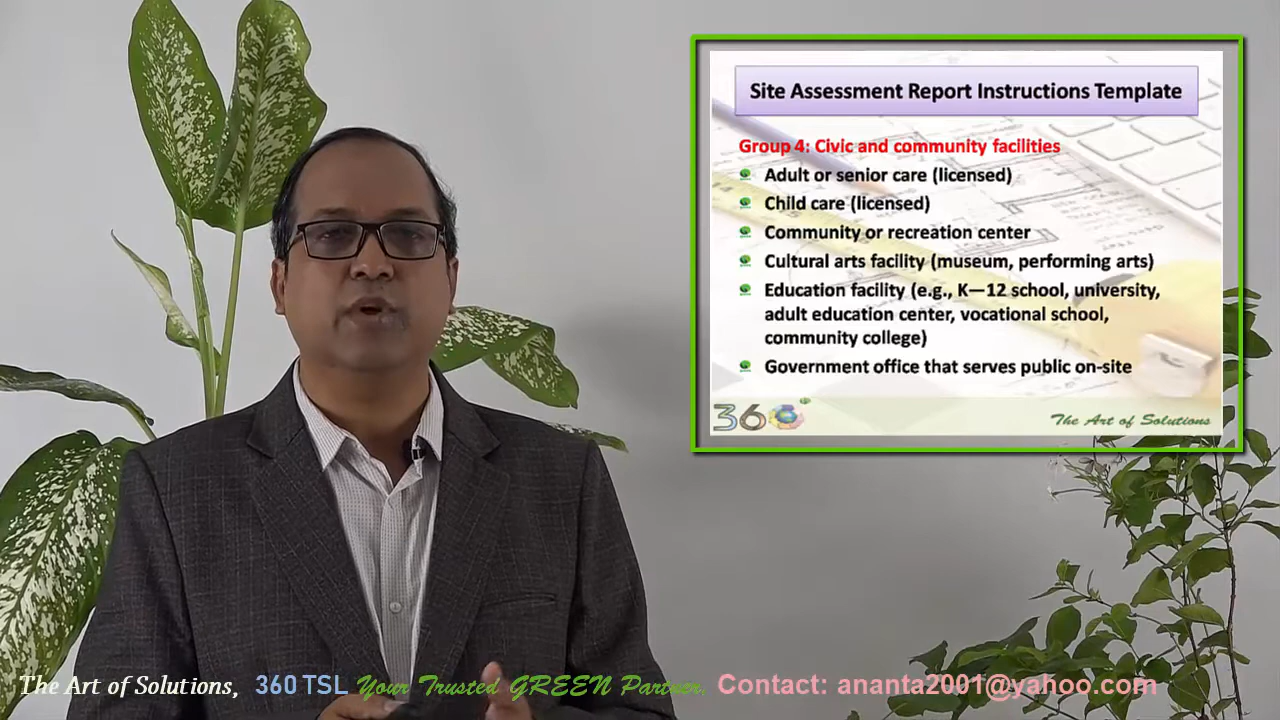 Site Assessment Report Instructions Template
Group 4: Civic and community facilities
Adult or senior care (licensed)
Child care (licensed)
Community or recreation center
Cultural arts facility (museum, performing arts)
Education facility (e.g., K—12 school, university,
adult education center, vocational school,
community college)
Government office that serves public on-site
360
The Art of Solutions
The Art of Solutions, 360 TSL Your Trusted GREEN Partner, Contact: ananta2001@yahoo.com